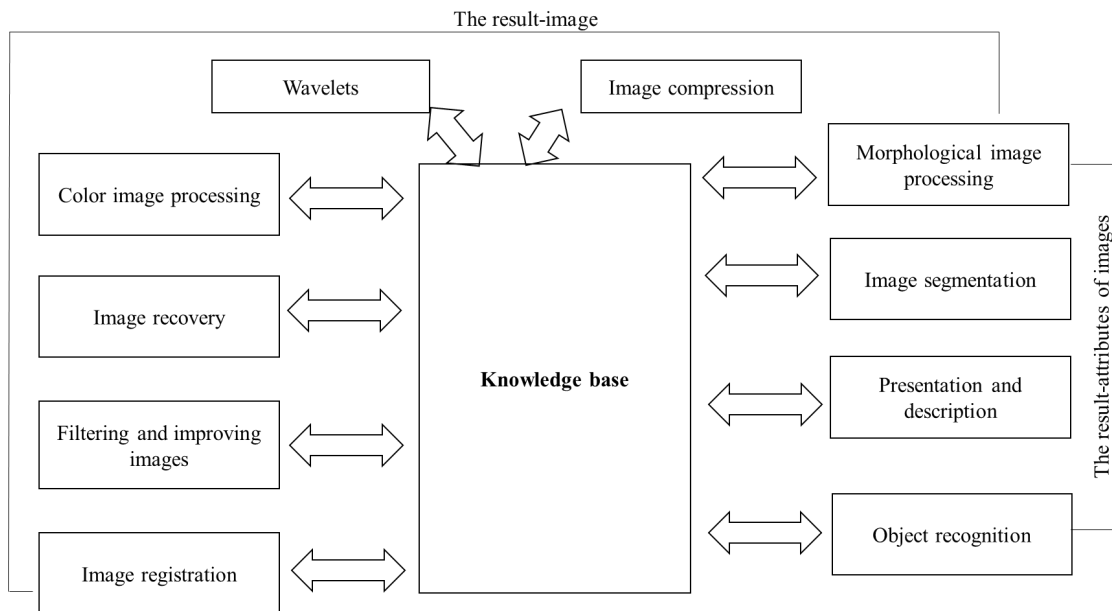 The result-image
Wavelets
Image compression
Color image processing
Morphological image
processing
Image recovery
Image segmentation
Knowledge base
Filtering and improving
images
Presentation and
description
Image registration
Object recognition
The result-attributes of images